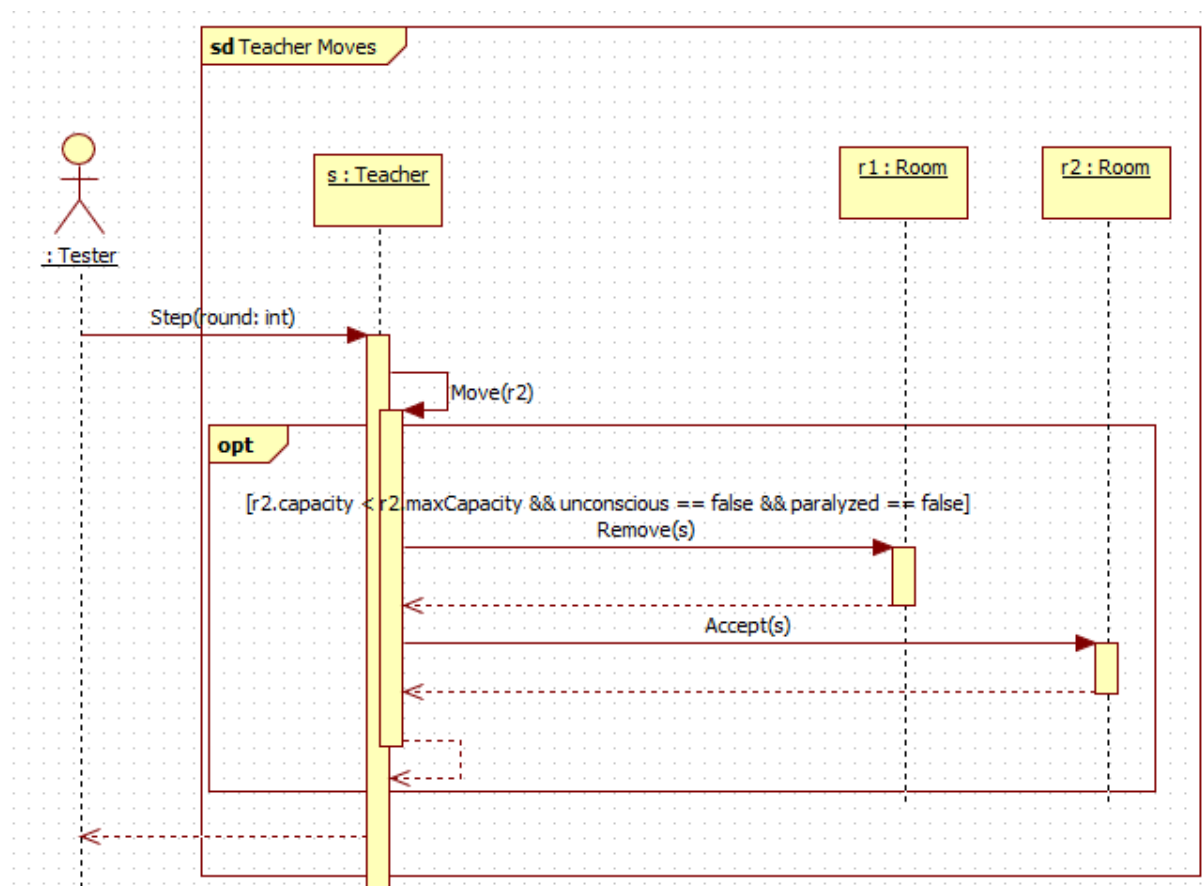 sd Teacher Moves
s : Teacher
r1 : Room
r2 : Room
: Tester
Step(round: int)
Move(r2)
opt
[r2.capacity < r2.maxCapacity && unconscious == false && paralyzed == false]
Remove(s)
Accept(s)